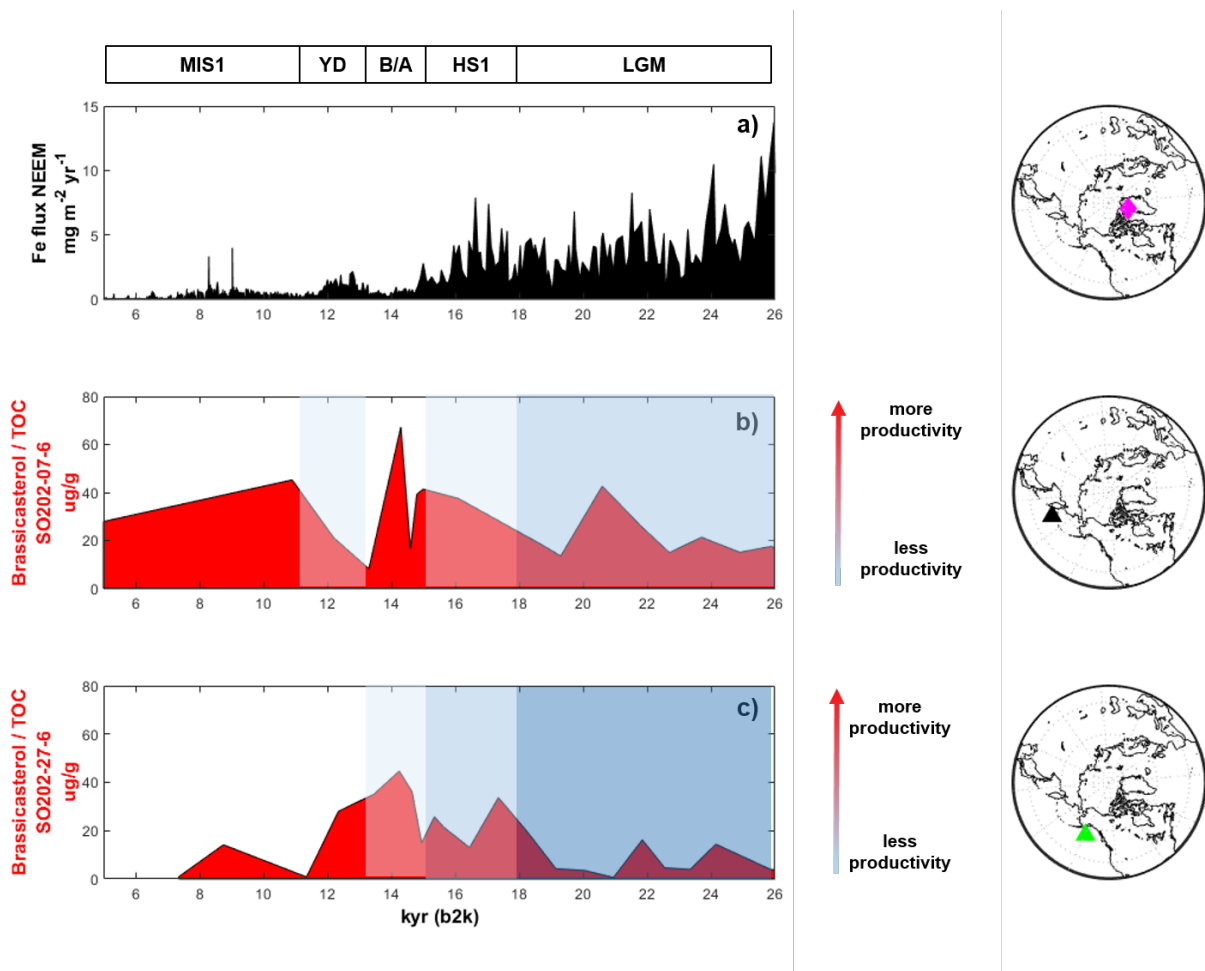 MIS1 YD B/A HS1 LGM
a)
Fe flux NEEM
mg m-2 yr-1
15
10
5
0
6 8 10 12 14 16 18 20 22 24 26
b)
Brassicasterol / TOC
SO202-07-6
ug/g
80
60
40
20
0
6 8 10 12 14 16 18 20 22 24 26
more
productivity
less
productivity
c)
Brassicasterol / TOC
SO202-27-6
ug/g
80
60
40
20
0
6 8 10 12 14 16 18 20 22 24 26
kyr (b2k)
more
productivity
less
productivity